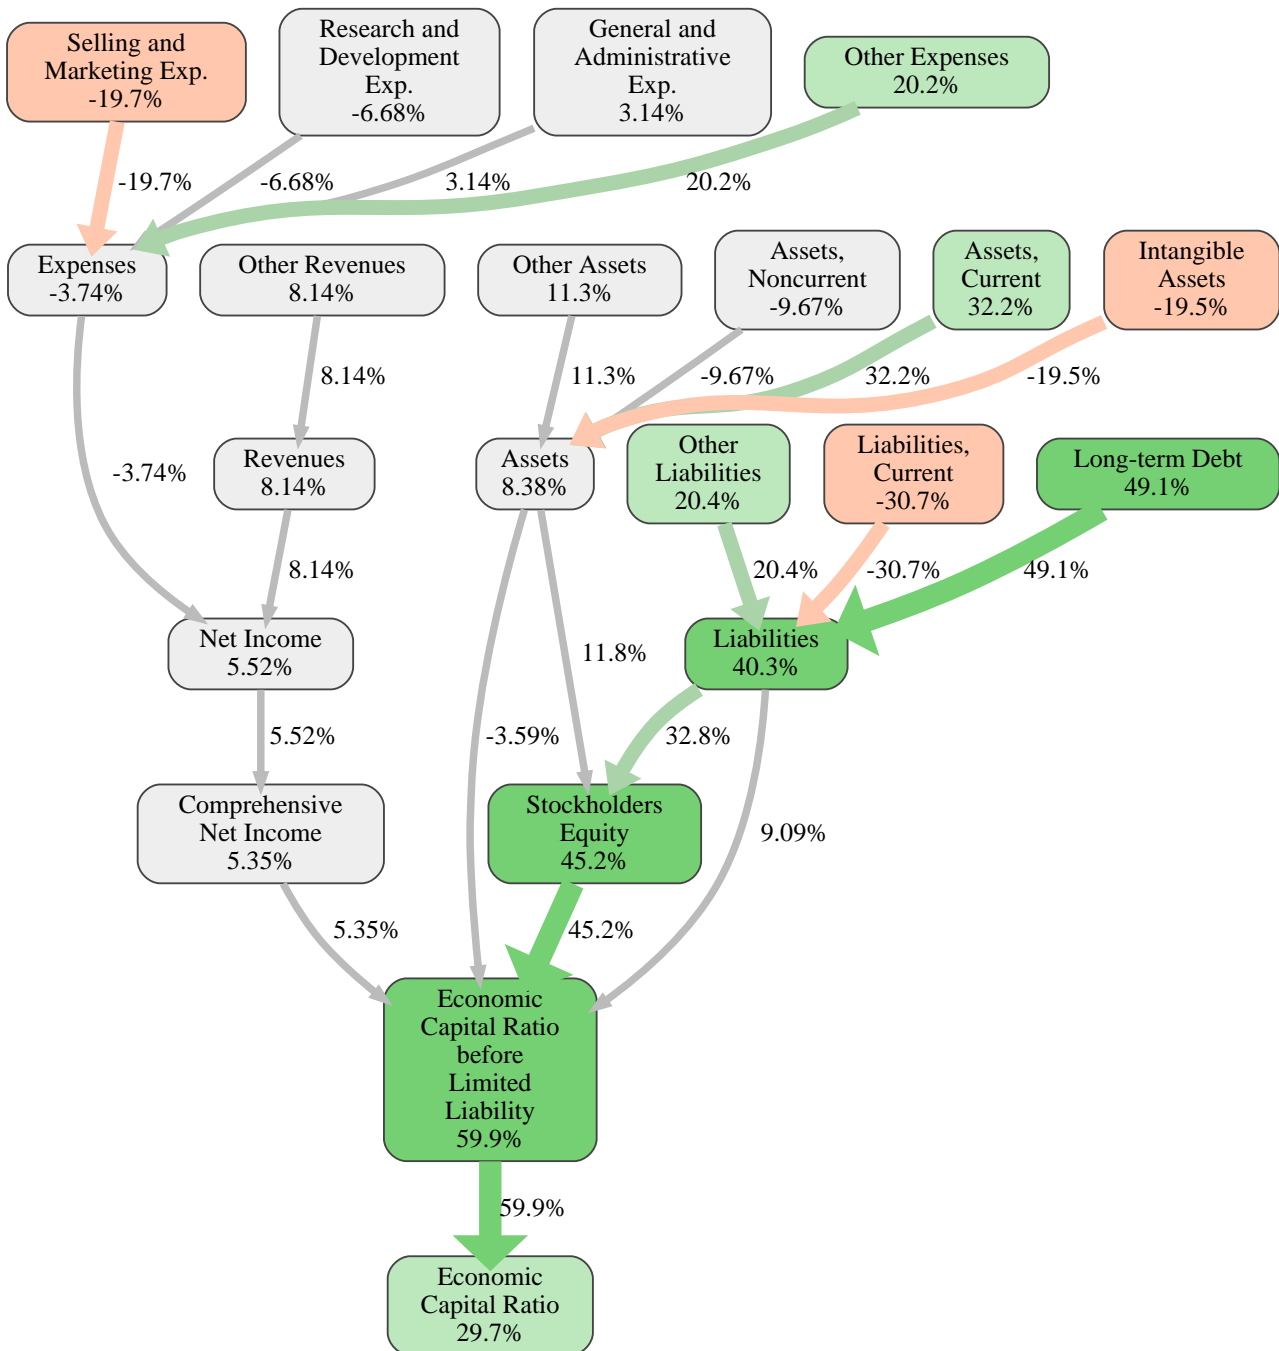 Selling and
Marketing Exp.
-19.7%
Research and
Development
Exp.
-6.68%
General and
Administrative
Exp.
3.14%
Other Expenses
20.2%
-19.7%
-6.68%
3.14%
20.2%
Expenses
-3.74%
Other Revenues
8.14%
Other Assets
11.3%
Assets,
Noncurrent
-9.67%
Assets,
Current
32.2%
Intangible
Assets
-19.5%
8.14%
11.3%
-9.67%
32.2%
-19.5%
-3.74%
Revenues
8.14%
Assets
8.38%
Other
Liabilities
20.4%
Liabilities,
Current
-30.7%
Long-term Debt
49.1%
8.14%
20.4%
-30.7%
49.1%
Net Income
5.52%
11.8%
Liabilities
40.3%
5.52%
-3.59%
32.8%
Comprehensive
Net Income
5.35%
Stockholders
Equity
45.2%
9.09%
5.35%
45.2%
Economic
Capital Ratio
before
Limited
Liability
59.9%
59.9%
Economic
Capital Ratio
29.7%